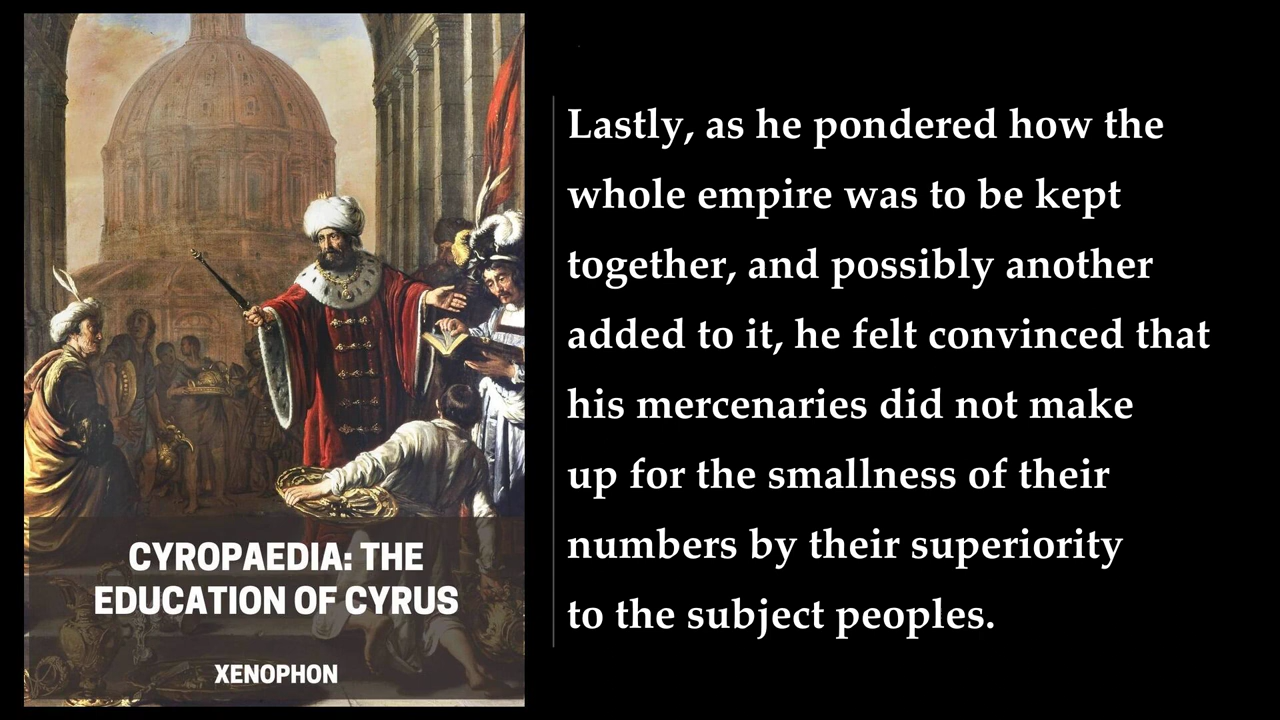 CYROPAEDIA: THE
EDUCATION OF CYRUS
XENOPHON
Lastly, as he pondered how the
whole empire was to be kept
together, and possibly another
added to it, he felt convinced that
his mercenaries did not make
up for the smallness of their
numbers by their superiority
to the subject peoples.